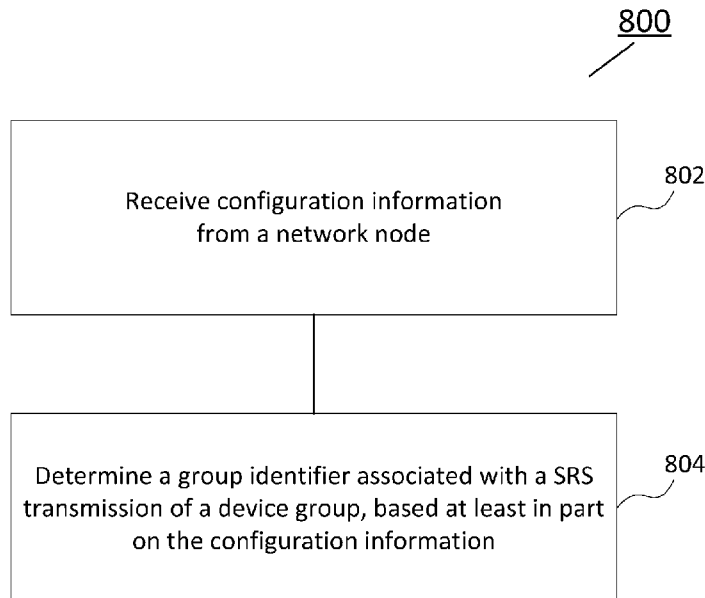 800
Receive configuration information
from a network node
802
Determine a group identifier associated with a SRS
transmission of a device group, based at least in part
on the configuration information
804